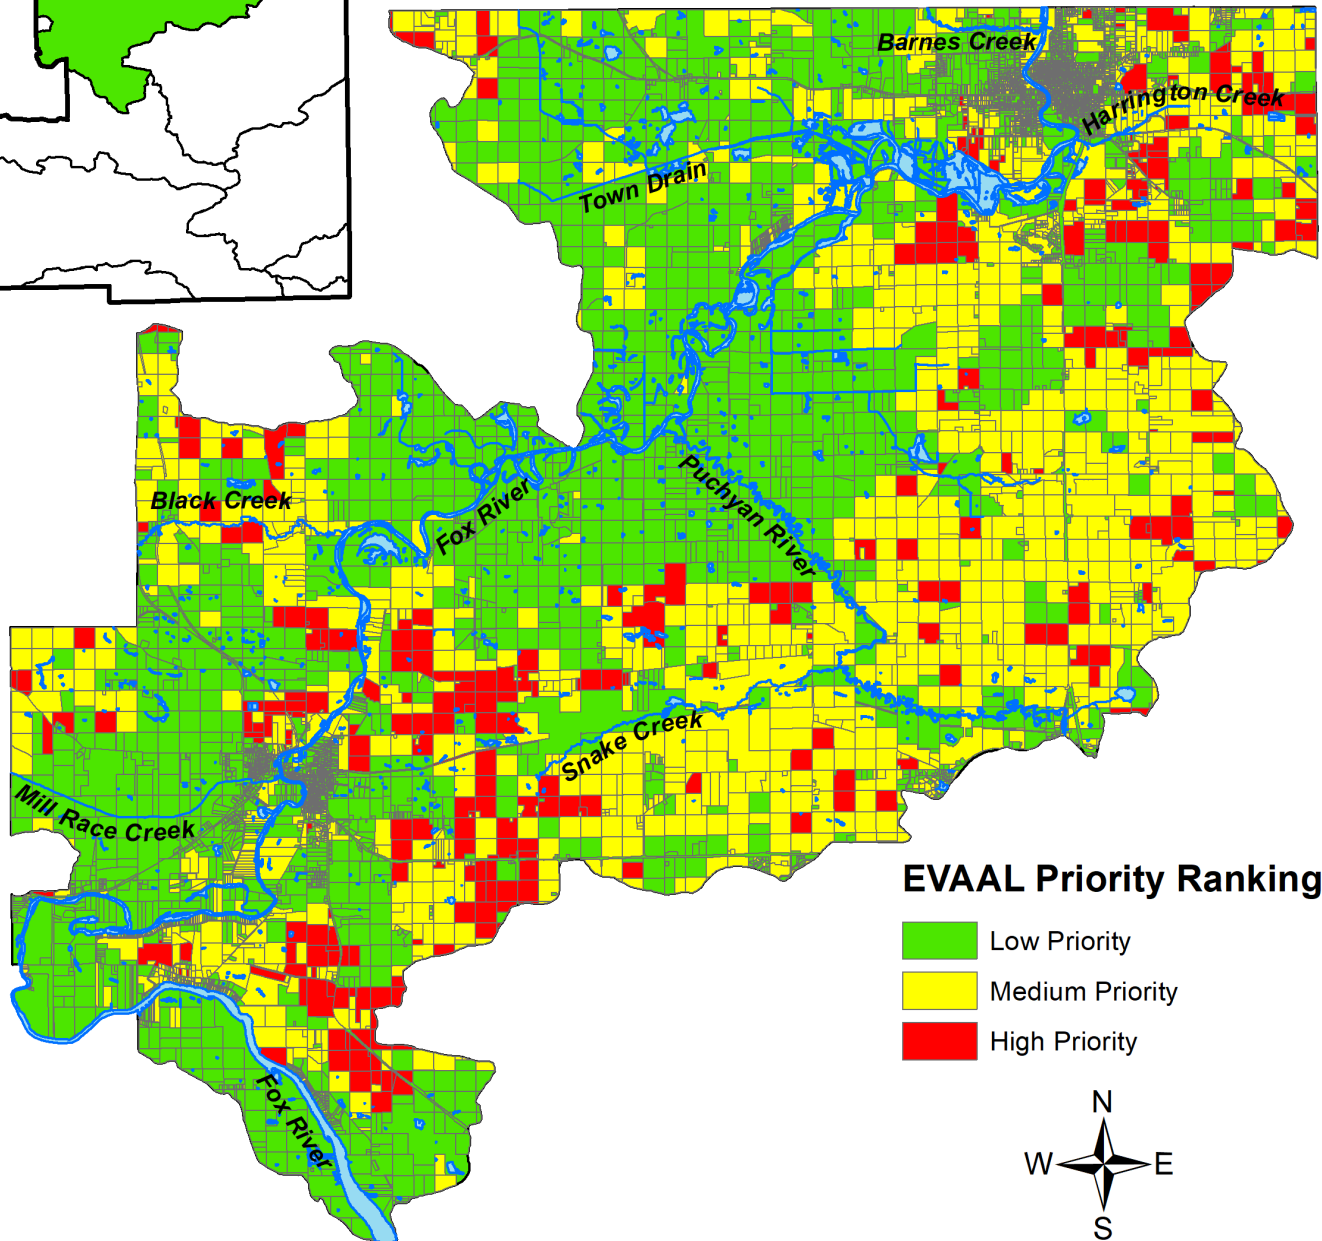 Barnes Creek
Harrington Creek
Town Drain
Puchyan River
Black Creek
Fox River
Snake Creek
Mill Race Creek
EVAAL Priority Ranking
Low Priority
Medium Priority
High Priority
Fox River
N
W E
S